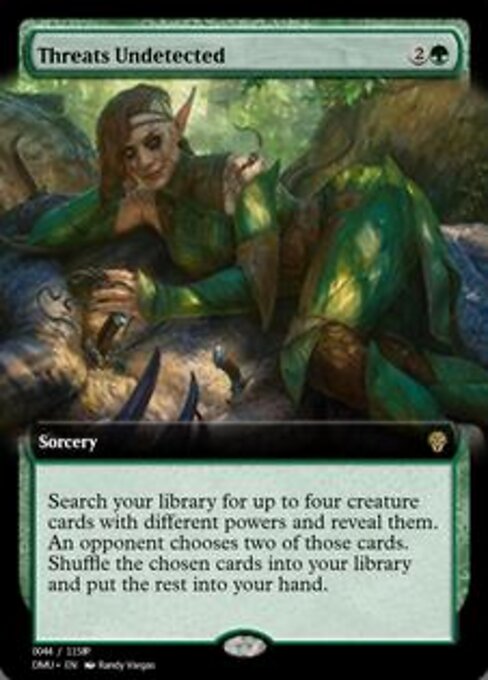 Threats Undetected 2
Sorcery
Search your library for up to four creature
cards with different powers and reveal them.
An opponent chooses two of those cards.
Shuffle the chosen cards into your library
and put the rest into your hand.
DMU • EN Randy Vargas